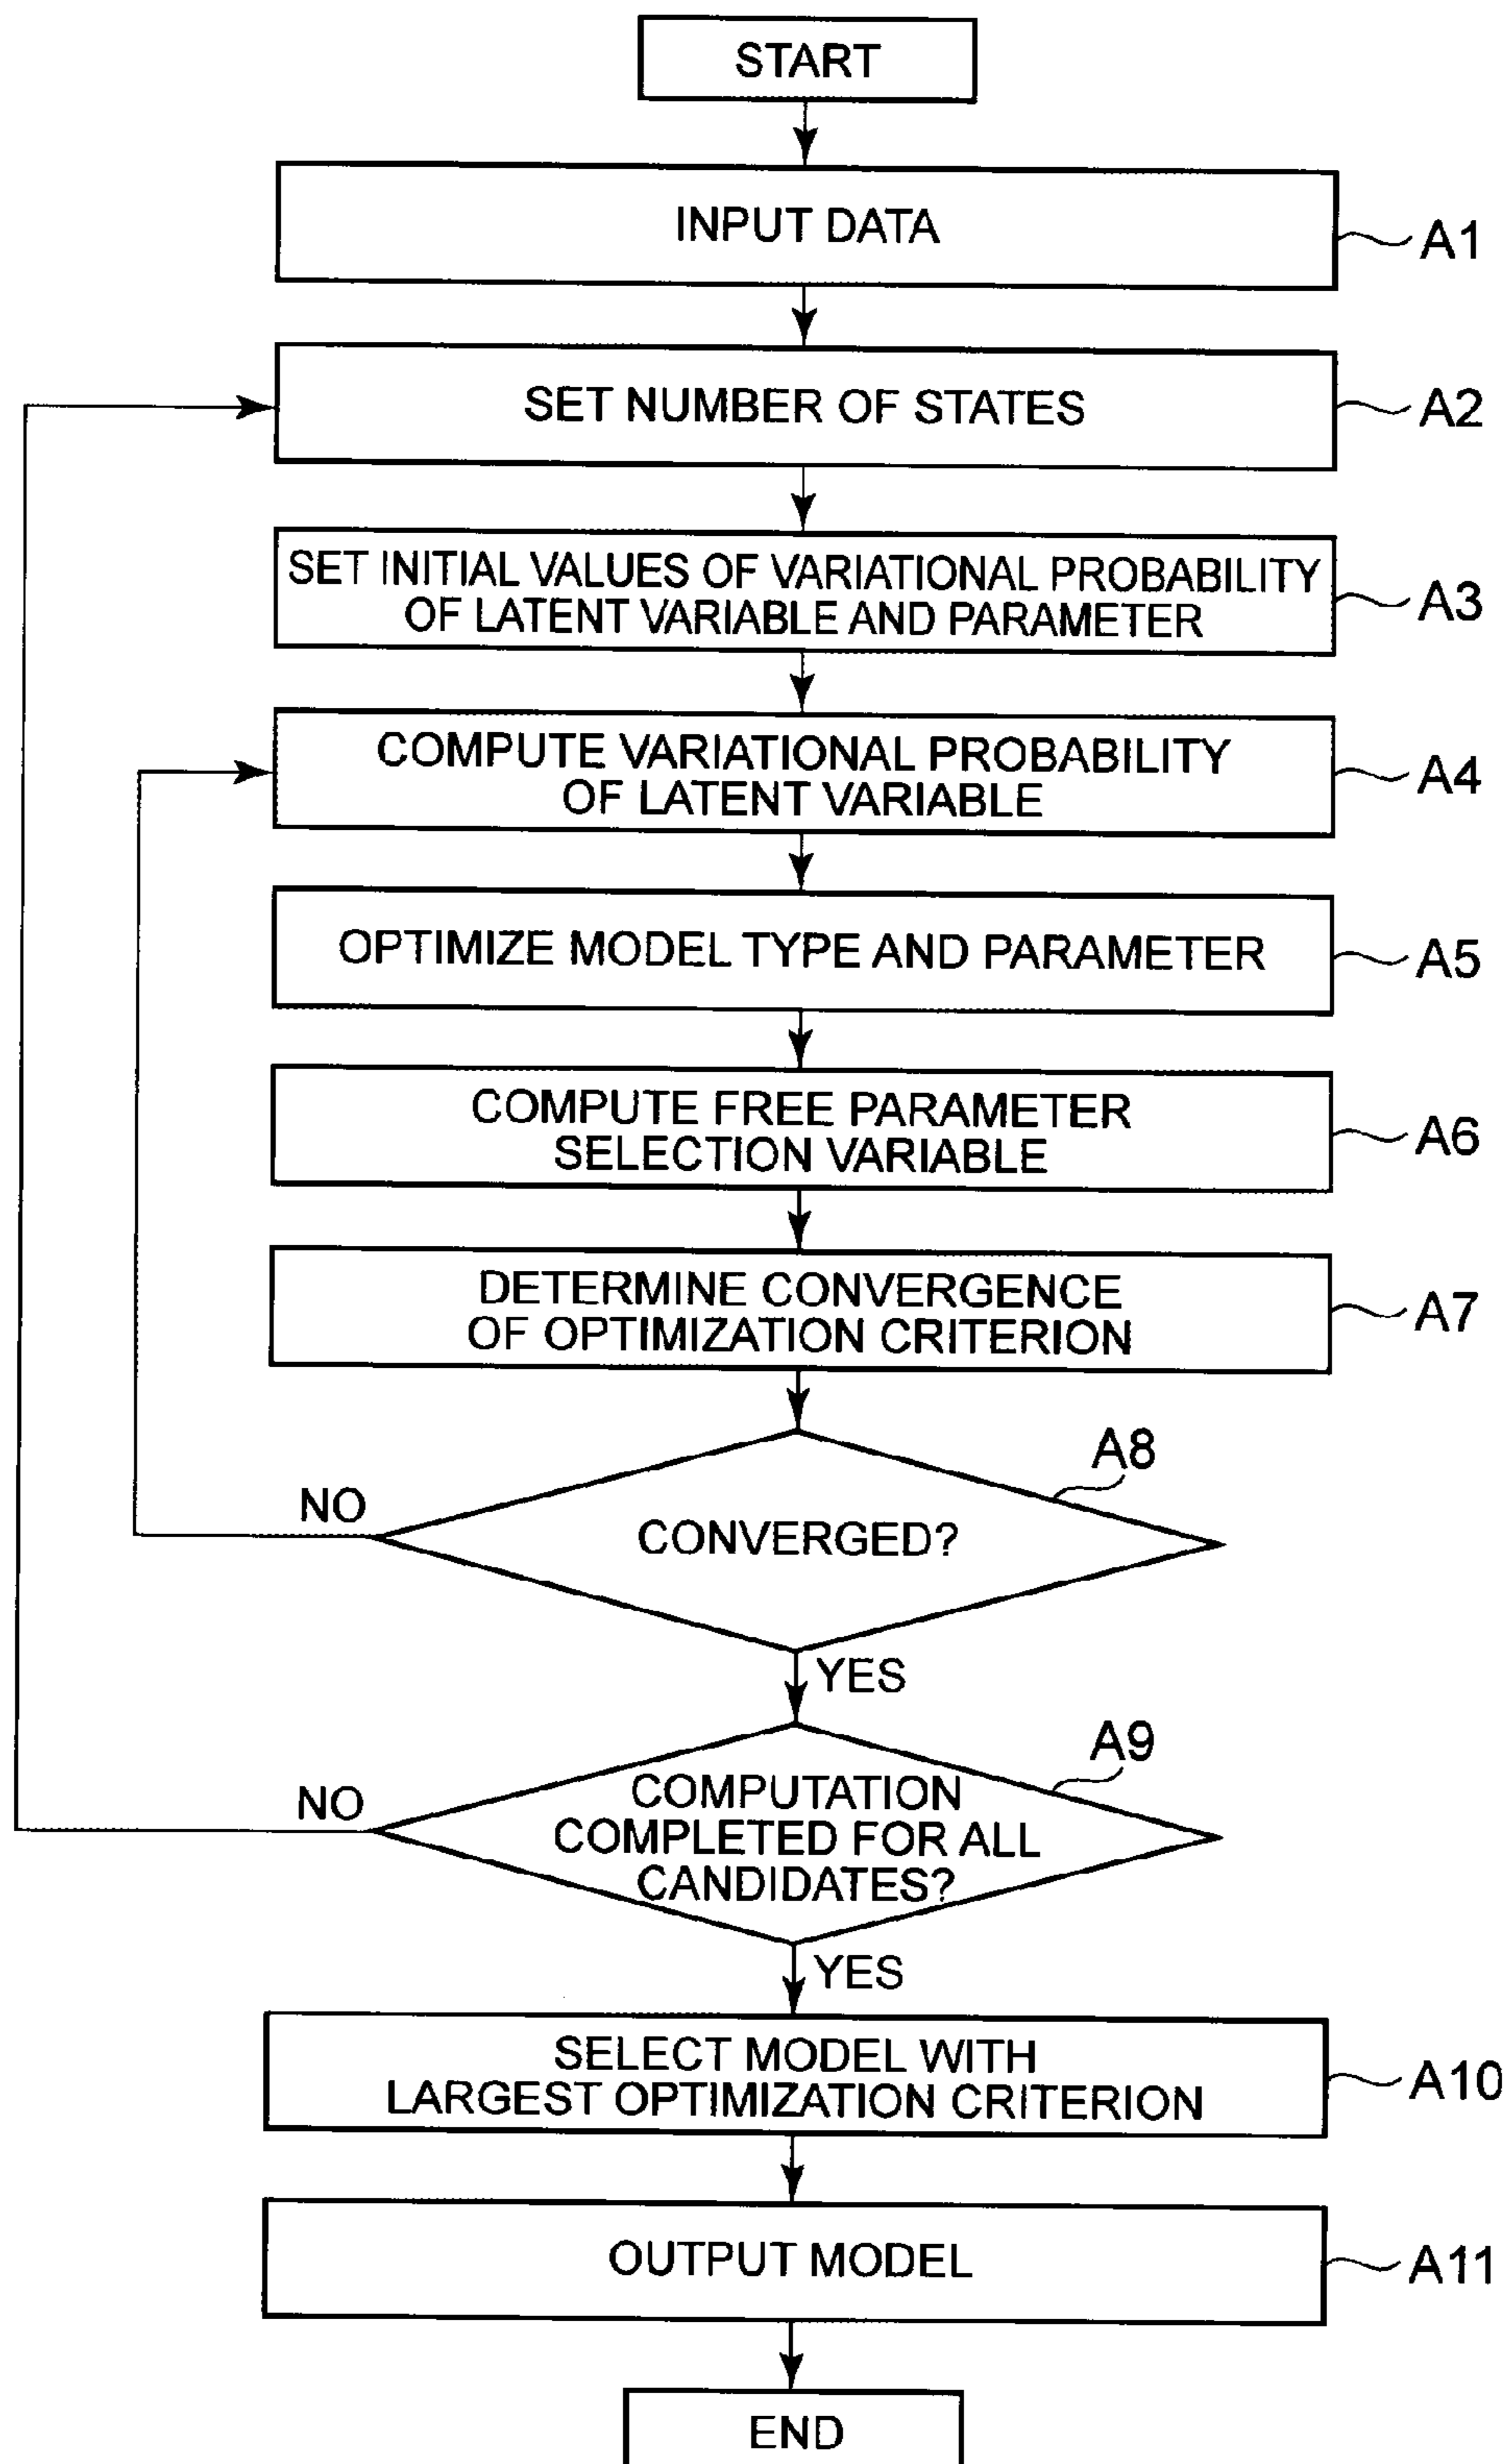 START
INPUT DATA
A1
SET NUMBER OF STATES
A2
SET INITIAL VALUES OF VARIATIONAL PROBABILITY
OF LATENT VARIABLE AND PARAMETER
A3
COMPUTE VARIATIONAL PROBABILITY
OF LATENT VARIABLE
A4
OPTIMIZE MODEL TYPE AND PARAMETER
A5
COMPUTE FREE PARAMETER
SELECTION VARIABLE
A6
DETERMINE CONVERGENCE
OF OPTIMIZATION CRITERION
A7
A8
NO
CONVERGED?
YES
A9
NO
COMPUTATION
COMPLETED FOR ALL
CANDIDATES?
YES
SELECT MODEL WITH
LARGEST OPTIMIZATION CRITERION
A10
OUTPUT MODEL
A11
END